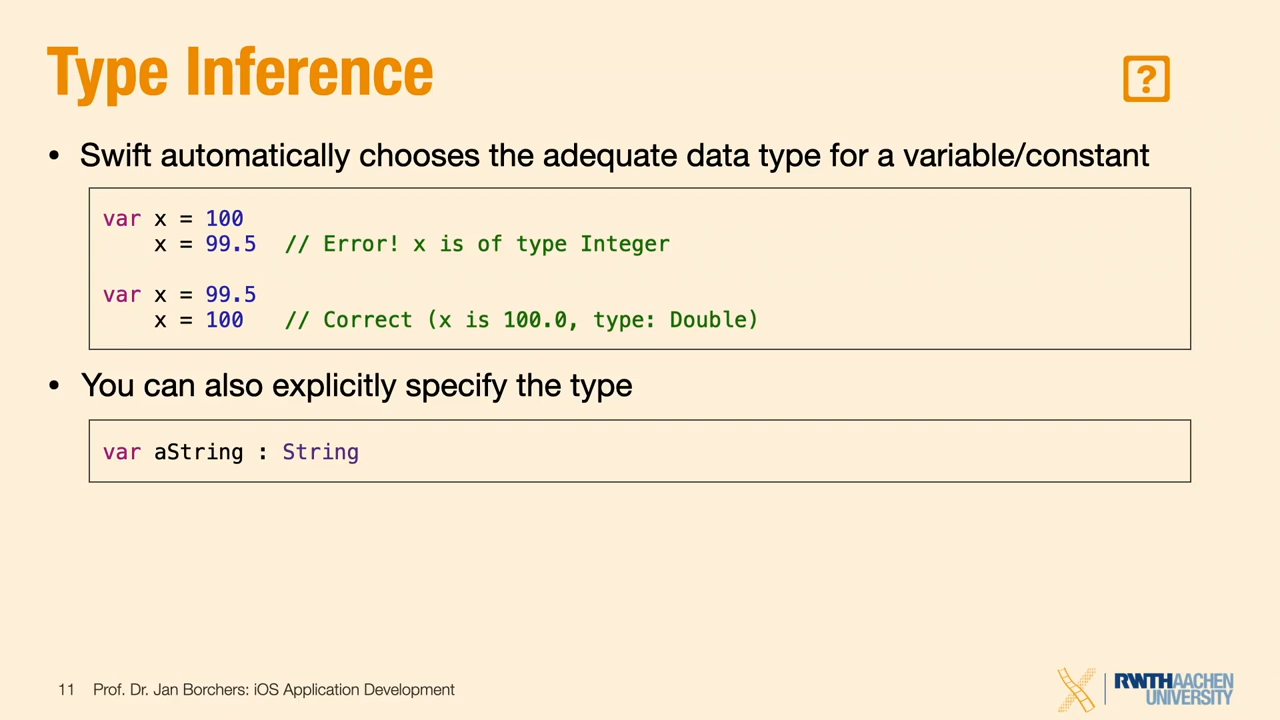 Type Inference
?
• Swift automatically chooses the adequate data type for a variable/constant
var x = 100
    x = 99.5  // Error! x is of type Integer
var x = 99.5
    x = 100   // Correct (x is 100.0, type: Double)
• You can also explicitly specify the type
var aString : String
11 Prof. Dr. Jan Borchers: iOS Application Development
RWTHAACHEN
UNIVERSITY